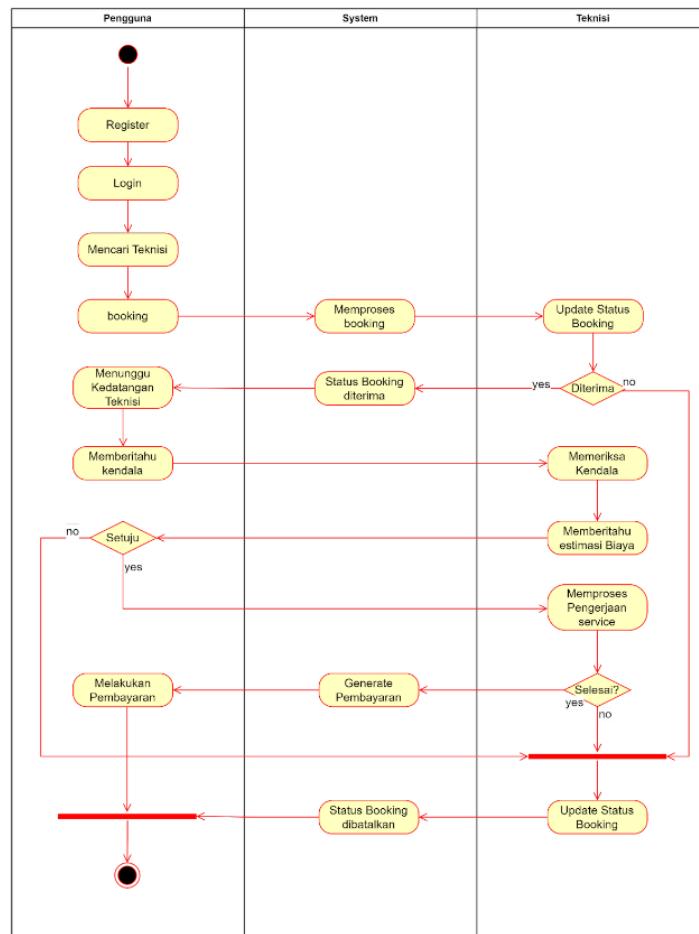 Pengguna
System
Teknisi
Register
Login
Mencari Teknisi
booking
Memproses
booking
Update Status
Booking
Menunggu
Kedatangan
Teknisi
Status Booking
diterima
yes
Diterima
no
Memberitahu
kendala
Memeriksa
Kendala
no
Setuju
yes
Memberitahu
estimasi Biaya
Memproses
Pengerjaan
service
Melakukan
Pembayaran
Generate
Pembayaran
Selesai?
yes
no
Status Booking
dibatalkan
Update Status
Booking